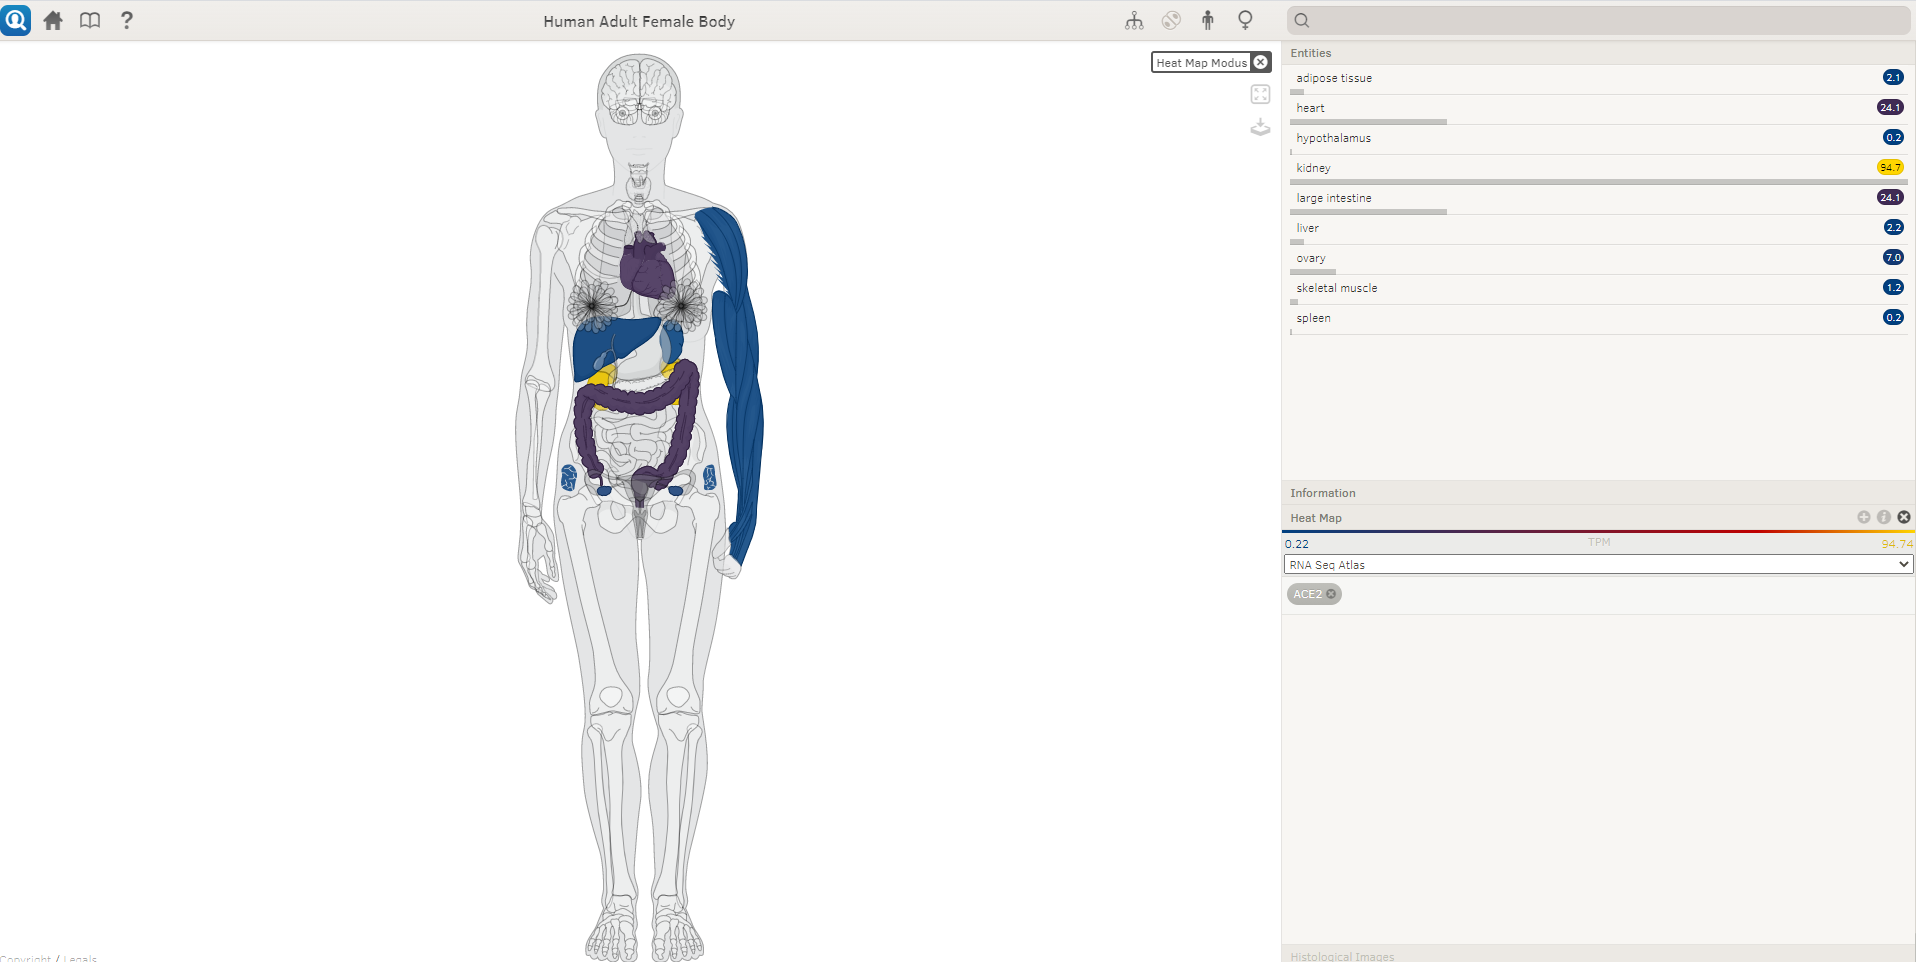 Human Adult Female Body
Heat Map Modus
Entities
adipose tissue 2.1
heart 24.1
hypothalamus 0.2
kidney 94.7
large intestine 24.1
liver 2.2
ovary 7.0
skeletal muscle 1.2
spleen 0.2
Information
Heat Map
0.22 TPM 94.74
RNA Seq Atlas
ACE2
Histological Images
Copyright / Legals